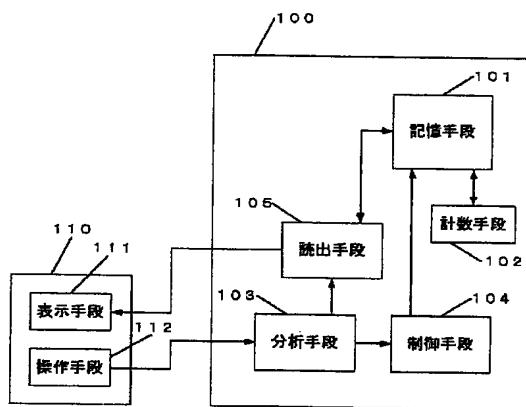 100
101
記憶手段
105
計数手段
102
110
111
読出手段
表示手段
112
103
104
操作手段
分析手段
制御手段